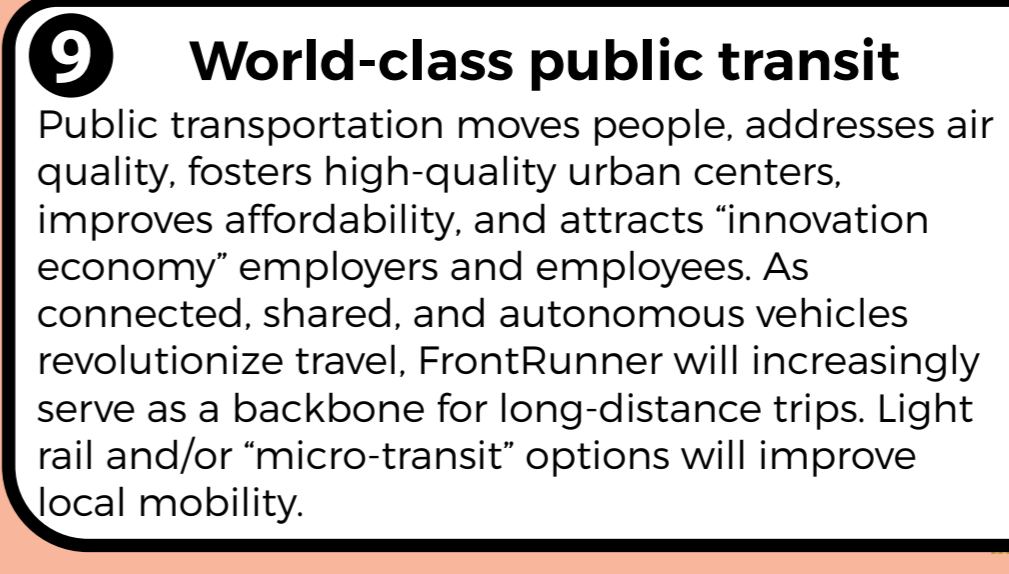 9 World-class public transit
Public transportation moves people, addresses air
quality, fosters high-quality urban centers,
improves affordability, and attracts “innovation
economy” employers and employees. As
connected, shared, and autonomous vehicles
revolutionize travel, FrontRunner will increasingly
serve as a backbone for long-distance trips. Light
rail and/or “micro-transit” options will improve
local mobility.